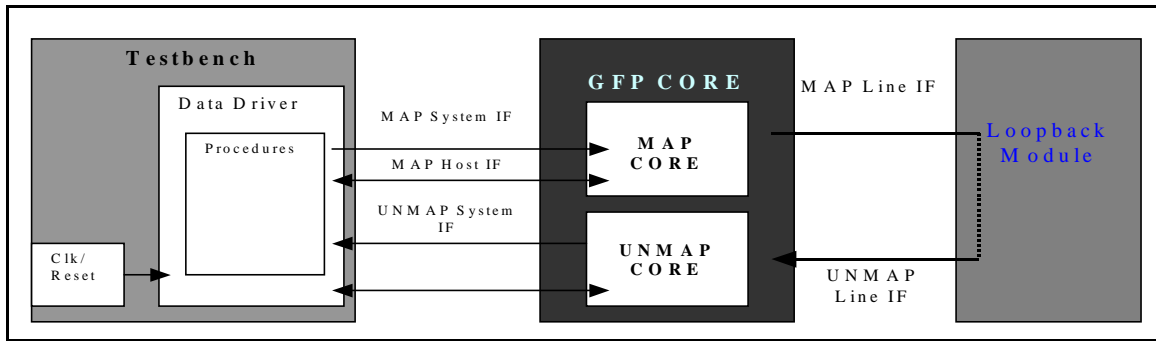 Testbench
Data Driver
Procedures
Clk/
Reset
MAP System IF
MAP Host IF
UNMAP System
IF
GFP CORE
MAP
CORE
UNMAP
CORE
MAP Line IF
UNMAP
Line IF
Loopback
Module